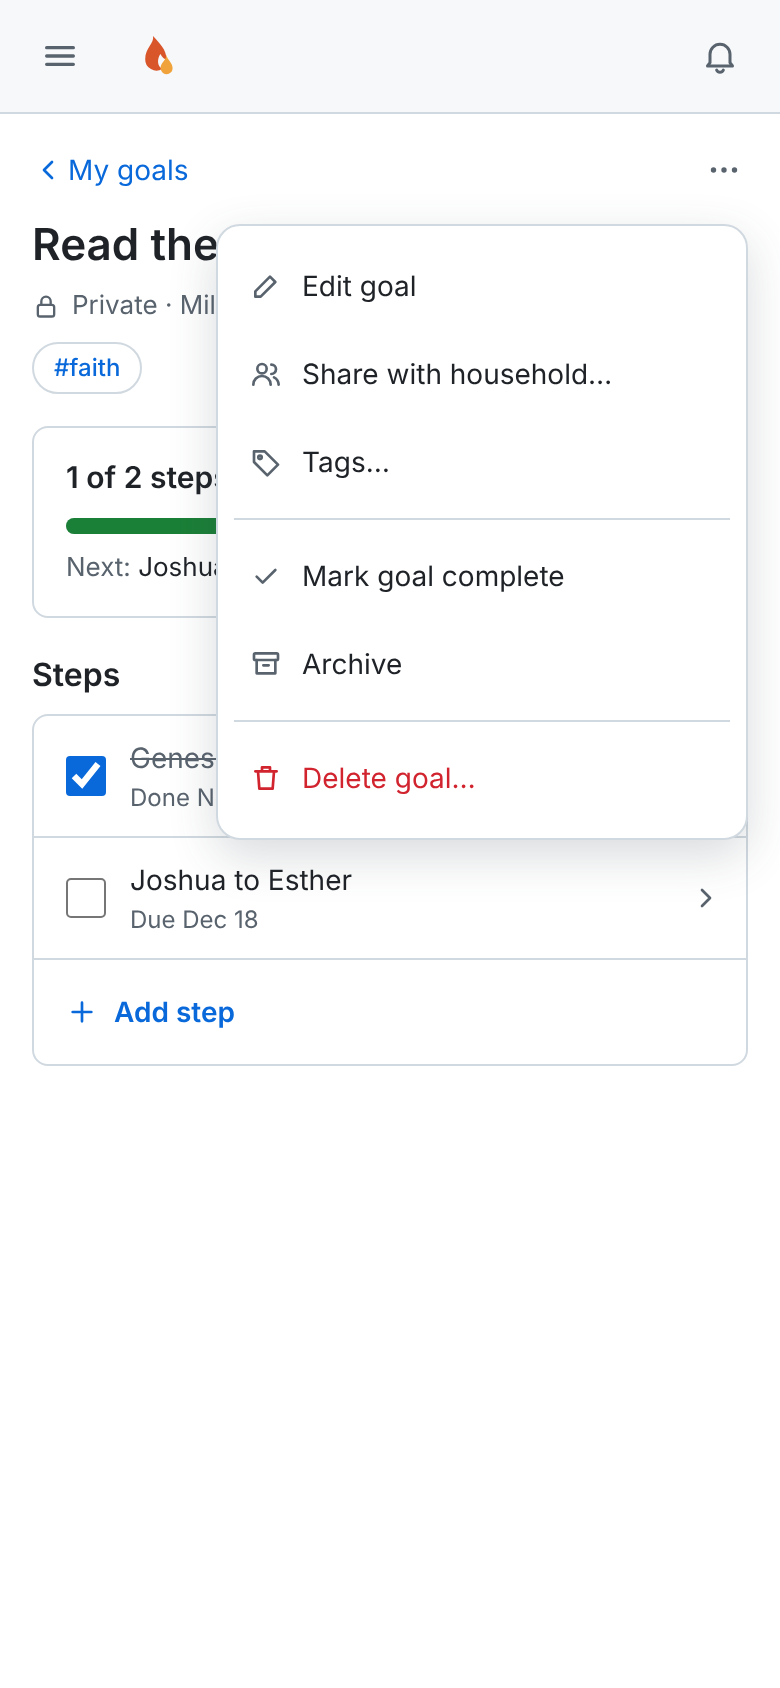 My goals
Read the
Private · Mil
#faith
1 of 2 steps
Next: Joshua
Steps
Genes
Done N
Joshua to Esther
Due Dec 18
Add step
Edit goal
Share with household...
Tags...
Mark goal complete
Archive
Delete goal...